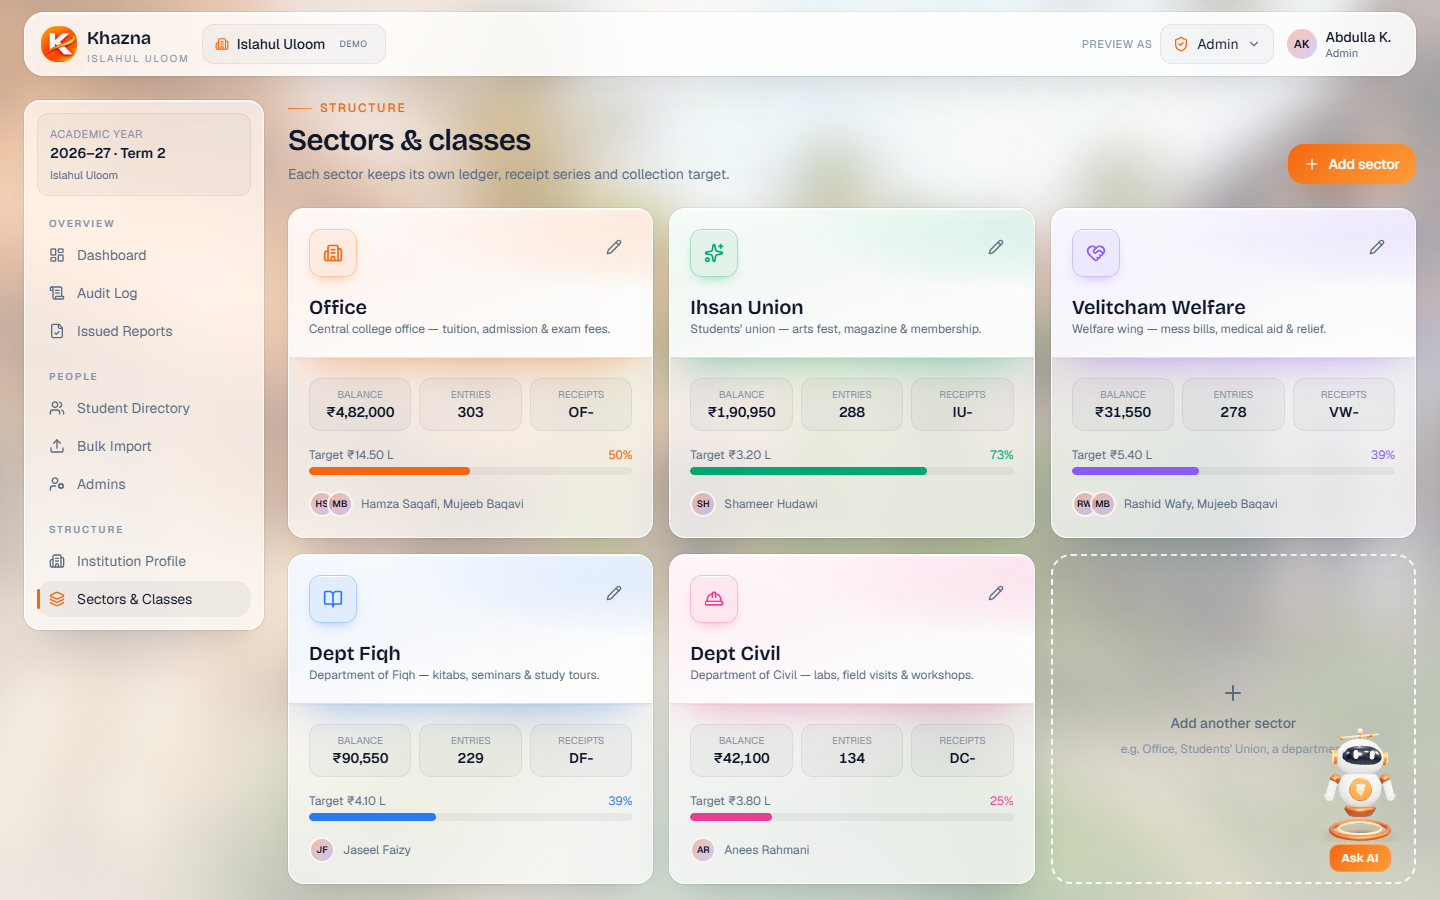 Khazna
ISLAHUL ULOOM
Islahul Uloom DEMO
PREVIEW AS
Admin
AK
Abdulla K.
Admin
ACADEMIC YEAR
2026–27 · Term 2
Islahul Uloom
OVERVIEW
Dashboard
Audit Log
Issued Reports
PEOPLE
Student Directory
Bulk Import
Admins
STRUCTURE
Institution Profile
Sectors & Classes
STRUCTURE
Sectors & classes
Each sector keeps its own ledger, receipt series and collection target.
Add sector
Office
Central college office — tuition, admission & exam fees.
BALANCE ENTRIES RECEIPTS
₹4,82,000 303 OF-
Target ₹14.50 L 50%
HS MB Hamza Saqafi, Mujeeb Baqavi
Ihsan Union
Students' union — arts fest, magazine & membership.
BALANCE ENTRIES RECEIPTS
₹1,90,950 288 IU-
Target ₹3.20 L 73%
SH Shameer Hudawi
Velitcham Welfare
Welfare wing — mess bills, medical aid & relief.
BALANCE ENTRIES RECEIPTS
₹31,550 278 VW-
Target ₹5.40 L 39%
RW MB Rashid Wafy, Mujeeb Baqavi
Dept Fiqh
Department of Fiqh — kitabs, seminars & study tours.
BALANCE ENTRIES RECEIPTS
₹90,550 229 DF-
Target ₹4.10 L 39%
JF Jaseel Faizy
Dept Civil
Department of Civil — labs, field visits & workshops.
BALANCE ENTRIES RECEIPTS
₹42,100 134 DC-
Target ₹3.80 L 25%
AR Anees Rahmani
Add another sector
e.g. Office, Students' Union, a
Ask AI